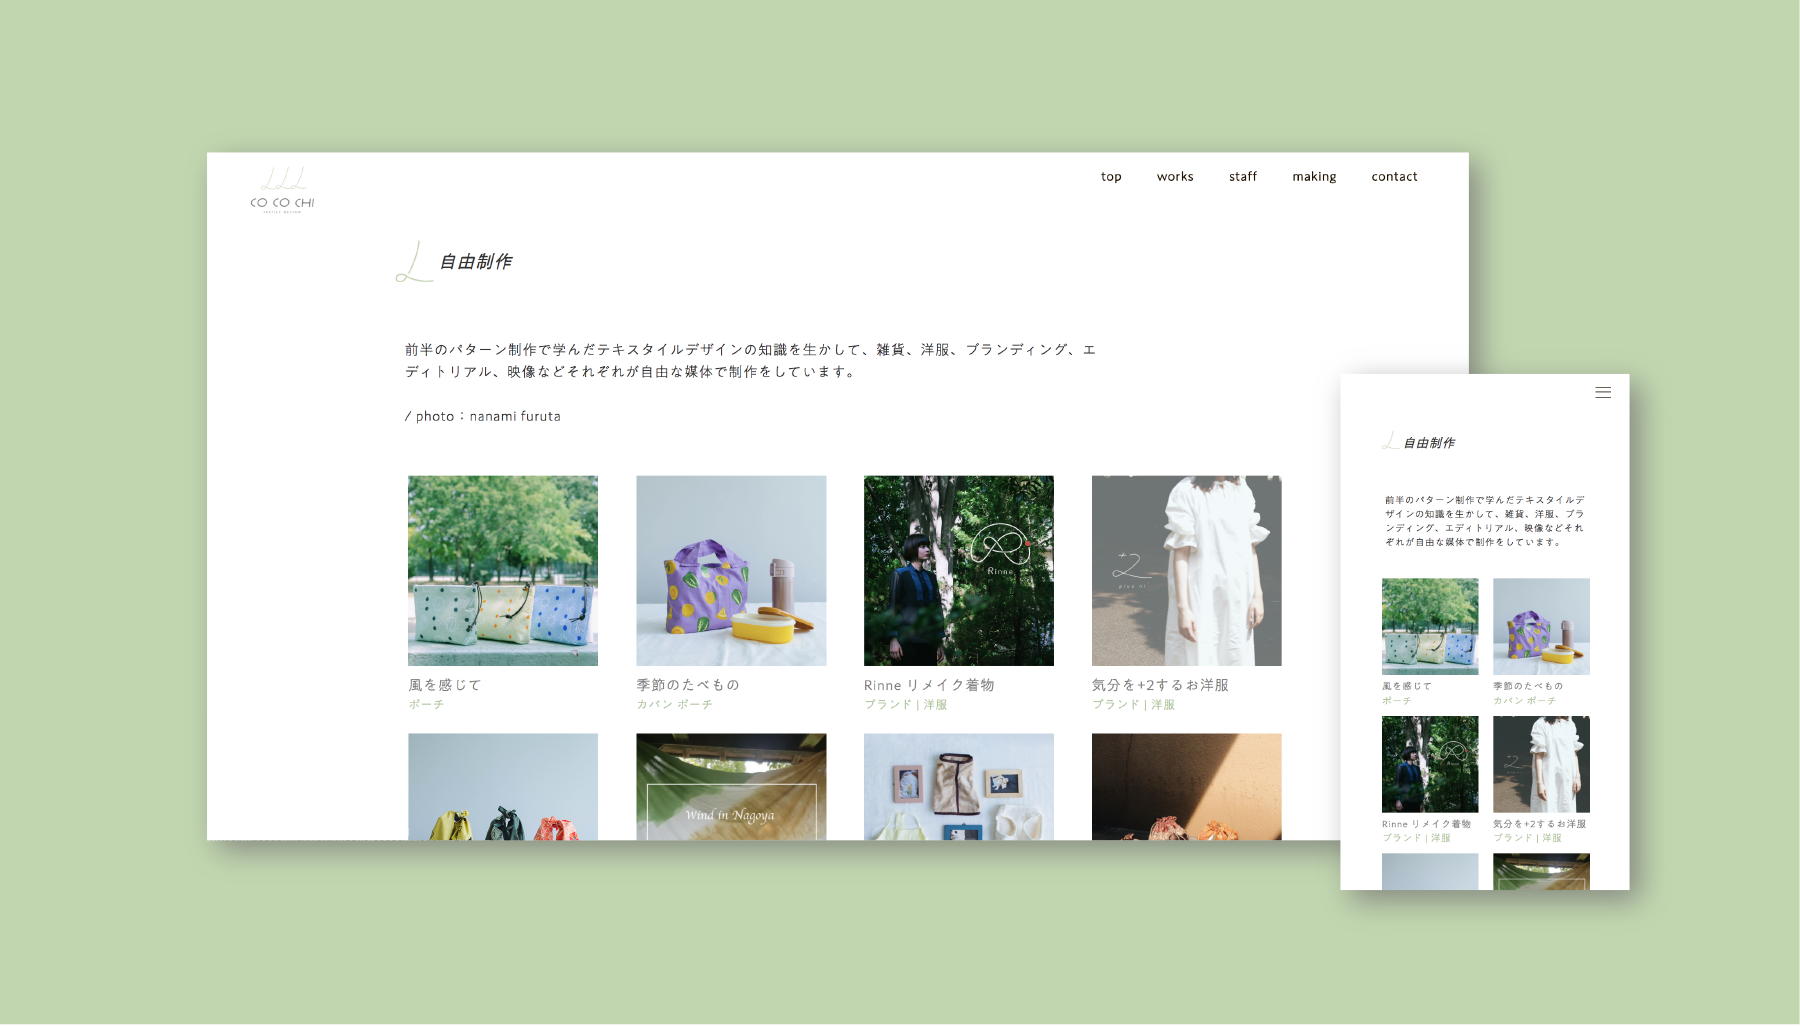 CO CO CHI
TEXTILE DESIGN
top works staff making contact
自由制作
前半のパターン制作で学んだテキスタイルデザインの知識を生かして、雑貨、洋服、ブランディング、エ
ディトリアル、映像などそれぞれが自由な媒体で制作をしています。
/ photo：nanami furuta
Rinne
+2
plus ni
風を感じて
ポーチ
季節のたべもの
カバン ポーチ
Rinne リメイク着物
ブランド | 洋服
気分を+2するお洋服
ブランド | 洋服
Wind in Nagoya
自由制作
前半のパターン制作で学んだテキスタイルデ
ザインの知識を生かして、雑貨、洋服、ブラ
ンディング、エディトリアル、映像などそれ
ぞれが自由な媒体で制作をしています。
風を感じて
ポーチ
季節のたべもの
カバン ポーチ
Rinne
Rinne リメイク着物
ブランド | 洋服
気分を+2するお洋服
ブランド | 洋服